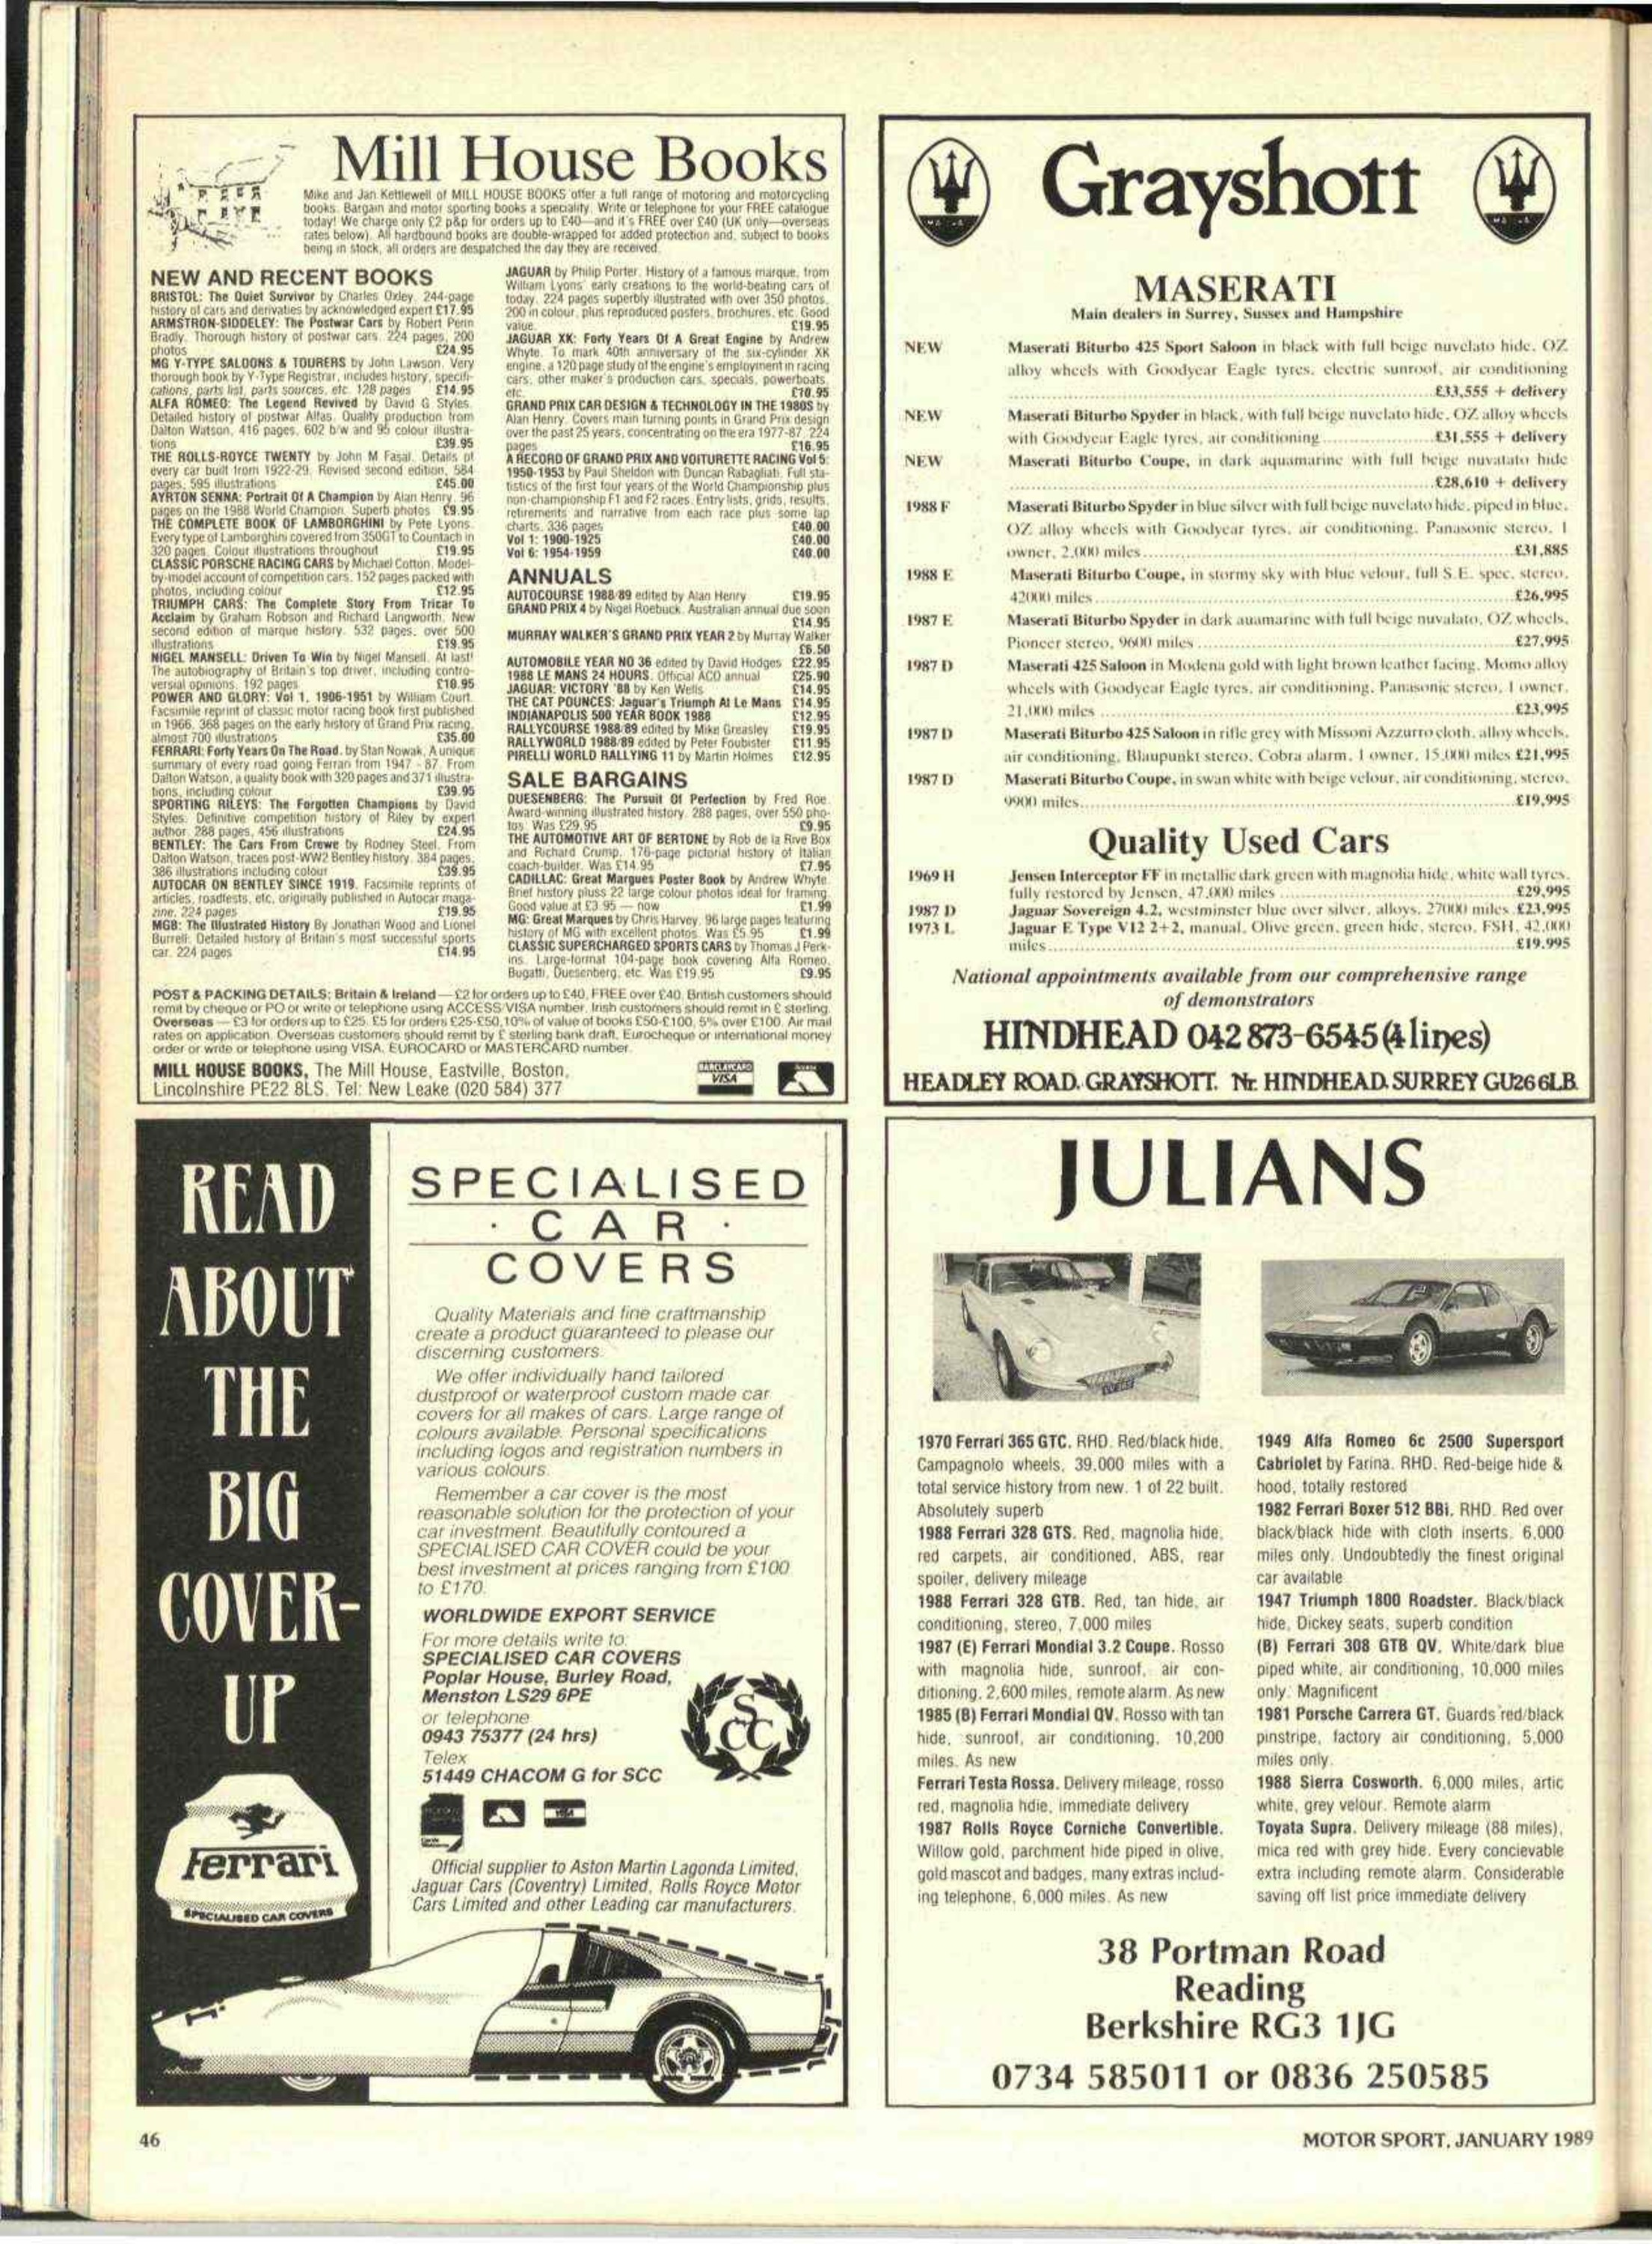 Mill House Books
Mike and Jan Kettlewell of MILL HOUSE BOOKS offer a full range of motoring and motorcycling
books. Bargain and motor sporting books a speciality. Write or telephone for your FREE catalogue
today! We charge only £2 p&p for orders up to £40—and it's FREE over £40 (UK only—overseas
rates below). All hardbound books are double-wrapped for added protection and, subject to books
being in stock, all orders are despatched the day they are received.
NEW AND RECENT BOOKS
BRISTOL: The Quiet Survivor by Charles Oxley. 244-page
history of cars and derivaties by acknowledged expert £17.95
ARMSTRON-SIDDELEY: The Postwar Cars by Robert Penn
Bradly. Thorough history of postwar cars. 224 pages, 200
photos £24.95
MG Y-TYPE SALOONS & TOURERS by John Lawson. Very
thorough book by Y-Type Registrar, includes history, specifi-
cations, parts list, parts sources, etc. 128 pages £14.95
ALFA ROMEO: The Legend Revived by David G Styles.
Detailed history of postwar Alfas. Quality production from
Dalton Watson. 416 pages, 602 b/w and 95 colour illustra-
tions £39.95
THE ROLLS-ROYCE TWENTY by John M Fasal. Details of
every car built from 1922-29. Revised second edition, 584
pages, 595 illustrations £45.00
AYRTON SENNA: Portrait Of A Champion by Alan Henry. 96
pages on the 1988 World Champion. Superb photos £9.95
THE COMPLETE BOOK OF LAMBORGHINI by Pete Lyons.
Every type of Lamborghini covered from 350GT to Countach in
320 pages. Colour illustrations throughout £19.95
CLASSIC PORSCHE RACING CARS by Michael Cotton. Model-
by-model account of competition cars. 152 pages packed with
photos, including colour £12.95
TRIUMPH CARS: The Complete Story From Tricar To
Acclaim by Graham Robson and Richard Langworth. New
second edition of marque history. 532 pages, over 500
illustrations £19.95
NIGEL MANSELL: Driven To Win by Nigel Mansell. At last!
The autobiography of Britain's top driver, including contro-
versial opinions. 192 pages £10.95
POWER AND GLORY: Vol 1, 1906-1951 by William Court.
Facsimile reprint of classic motor racing book first published
in 1966, 368 pages on the early history of Grand Prix racing,
almost 700 illustrations £35.00
FERRARI: Forty Years On The Road, by Stan Nowak. A unique
summary of every road going Ferrari from 1947 - 87. From
Dalton Watson, a quality book with 320 pages and 371 illustra-
tions, including colour £39.95
SPORTING RILEYS: The Forgotten Champions by David
Styles. Definitive competition history of Riley by expert
author. 288 pages, 456 illustrations £24.95
BENTLEY: The Cars From Crewe by Rodney Steel. From
Dalton Watson, traces post-WW2 Bentley history. 384 pages,
386 illustrations including colour £39.95
AUTOCAR ON BENTLEY SINCE 1919. Facsimile reprints of
articles, roadtests, etc, originally published in Autocar maga-
zine. 224 pages £19.95
MGB: The Illustrated History By Jonathan Wood and Lionel
Burrell: Detailed history of Britain's most successful sports
car. 224 pages £14.95
JAGUAR by Philip Porter. History of a famous marque, from
William Lyons' early creations to the world-beating cars of
today. 224 pages superbly illustrated with over 350 photos,
200 in colour, plus reproduced posters, brochures, etc. Good
value. £19.95
JAGUAR XK: Forty Years Of A Great Engine by Andrew
Whyte. To mark 40th anniversary of the six-cylinder XK
engine, a 120 page study of the engine's employment in racing
cars, other maker's production cars, specials, powerboats,
etc. £10.95
GRAND PRIX CAR DESIGN & TECHNOLOGY IN THE 1980S by
Alan Henry. Covers main turning points in Grand Prix design
over the past 25 years, concentrating on the era 1977-87. 224
pages £16.95
A RECORD OF GRAND PRIX AND VOITURETTE RACING Vol 5:
1950-1953 by Paul Sheldon with Duncan Rabagliati. Full sta-
tistics of the first four years of the World Championship plus
non-championship F1 and F2 races. Entry lists, grids, results,
retirements and narrative from each race plus some lap
charts. 336 pages £40.00
Vol 1: 1900-1925 £40.00
Vol 6: 1954-1959 £40.00
ANNUALS
AUTOCOURSE 1988/89 edited by Alan Henry £19.95
GRAND PRIX 4 by Nigel Roebuck. Australian annual due soon
£14.95
MURRAY WALKER'S GRAND PRIX YEAR 2 by Murray Walker
£6.50
AUTOMOBILE YEAR NO 36 edited by David Hodges £22.95
1988 LE MANS 24 HOURS. Official ACO annual £25.90
JAGUAR: VICTORY '88 by Ken Wells £14.95
THE CAT POUNCES: Jaguar's Triumph At Le Mans £14.95
INDIANAPOLIS 500 YEAR BOOK 1988 £12.95
RALLYCOURSE 1988/89 edited by Mike Greasley £19.95
RALLYWORLD 1988/89 edited by Peter Foubister £11.95
PIRELLI WORLD RALLYING 11 by Martin Holmes £12.95
SALE BARGAINS
DUESENBERG: The Pursuit Of Perfection by Fred Roe.
Award-winning illustrated history. 288 pages, over 550 pho-
tos. Was £29.95 £9.95
THE AUTOMOTIVE ART OF BERTONE by Rob de la Rive Box
and Richard Crump. 176-page pictorial history of Italian
coach-builder. Was £14.95 £7.95
CADILLAC: Great Marques Poster Book by Andrew Whyte.
Brief history pluss 22 large colour photos ideal for framing.
Good value at £3.95 — now £1.99
MG: Great Marques by Chris Harvey. 96 large pages featuring
history of MG with excellent photos. Was £5.95 £1.99
CLASSIC SUPERCHARGED SPORTS CARS by Thomas J Perk-
ins. Large-format 104-page book covering Alfa Romeo,
Bugatti, Duesenberg, etc. Was £19.95 £9.95
POST & PACKING DETAILS: Britain & Ireland — £2 for orders up to £40, FREE over £40. British customers should
remit by cheque or PO or write or telephone using ACCESS/VISA number. Irish customers should remit in £ sterling.
Overseas — £3 for orders up to £25. £5 for orders £25-£50, 10% of value of books £50-£100, 5% over £100. Air mail
rates on application. Overseas customers should remit by £ sterling bank draft, Eurocheque or international money
order or write or telephone using VISA, EUROCARD or MASTERCARD number.
MILL HOUSE BOOKS, The Mill House, Eastville, Boston,
Lincolnshire PE22 8LS. Tel: New Leake (020 584) 377
BARCLAYCARD
VISA
Access
Grayshott
MASERATI
Main dealers in Surrey, Sussex and Hampshire
NEW Maserati Biturbo 425 Sport Saloon in black with full beige nuvelato hide, OZ
alloy wheels with Goodyear Eagle tyres, electric sunroof, air conditioning
£33,555 + delivery
NEW Maserati Biturbo Spyder in black, with full beige nuvelato hide, OZ alloy wheels
with Goodyear Eagle tyres, air conditioning £31,555 + delivery
NEW Maserati Biturbo Coupe, in dark aquamarine with full beige nuvatato hide
£28,610 + delivery
1988 F Maserati Biturbo Spyder in blue silver with full beige nuvelato hide, piped in blue,
OZ alloy wheels with Goodyear tyres, air conditioning, Panasonic stereo, 1
owner, 2,000 miles £31,885
1988 E Maserati Biturbo Coupe, in stormy sky with blue velour, full S.E. spec, stereo,
42000 miles £26,995
1987 E Maserati Biturbo Spyder in dark auamarine with full beige nuvalato, OZ wheels,
Pioneer stereo, 9600 miles £27,995
1987 D Maserati 425 Saloon in Modena gold with light brown leather facing, Momo alloy
wheels with Goodyear Eagle tyres, air conditioning, Panasonic stereo, 1 owner,
21,000 miles £23,995
1987 D Maserati Biturbo 425 Saloon in rifle grey with Missoni Azzurro cloth, alloy wheels,
air conditioning, Blaupunkt stereo, Cobra alarm, 1 owner, 15,000 miles £21,995
1987 D Maserati Biturbo Coupe, in swan white with beige velour, air conditioning, stereo,
9900 miles £19,995
Quality Used Cars
1969 H Jensen Interceptor FF in metallic dark green with magnolia hide, white wall tyres,
fully restored by Jensen, 47,000 miles £29,995
1987 D Jaguar Sovereign 4.2, westminster blue over silver, alloys, 27000 miles £23,995
1973 L Jaguar E Type V12 2+2, manual, Olive green, green hide, stereo, FSH, 42,000
miles £19,995
National appointments available from our comprehensive range
of demonstrators
HINDHEAD 042 873-6545 (4 lines)
HEADLEY ROAD. GRAYSHOTT. Nr. HINDHEAD. SURREY GU26 6LB.
READ
ABOUT
THE
BIG
COVER-
UP
Ferrari
SPECIALISED CAR COVERS
SPECIALISED
· CAR ·
COVERS
Quality Materials and fine craftmanship
create a product guaranteed to please our
discerning customers.
We offer individually hand tailored
dustproof or waterproof custom made car
covers for all makes of cars. Large range of
colours available. Personal specifications
including logos and registration numbers in
various colours.
Remember a car cover is the most
reasonable solution for the protection of your
car investment. Beautifully contoured a
SPECIALISED CAR COVER could be your
best investment at prices ranging from £100
to £170.
WORLDWIDE EXPORT SERVICE
For more details write to:
SPECIALISED CAR COVERS
Poplar House, Burley Road,
Menston LS29 6PE
or telephone
0943 75377 (24 hrs)
Telex
51449 CHACOM G for SCC
SCC
VISA
Official supplier to Aston Martin Lagonda Limited,
Jaguar Cars (Coventry) Limited, Rolls Royce Motor
Cars Limited and other Leading car manufacturers.
JULIANS
1970 Ferrari 365 GTC. RHD. Red/black hide,
Campagnolo wheels, 39,000 miles with a
total service history from new. 1 of 22 built.
Absolutely superb
1988 Ferrari 328 GTS. Red, magnolia hide,
red carpets, air conditioned, ABS, rear
spoiler, delivery mileage
1988 Ferrari 328 GTB. Red, tan hide, air
conditioning, stereo, 7,000 miles
1987 (E) Ferrari Mondial 3.2 Coupe. Rosso
with magnolia hide, sunroof, air con-
ditioning, 2,600 miles, remote alarm. As new
1985 (B) Ferrari Mondial QV. Rosso with tan
hide, sunroof, air conditioning, 10,200
miles. As new
Ferrari Testa Rossa. Delivery mileage, rosso
red, magnolia hdie, immediate delivery
1987 Rolls Royce Corniche Convertible.
Willow gold, parchment hide piped in olive,
gold mascot and badges, many extras includ-
ing telephone, 6,000 miles. As new
1949 Alfa Romeo 6c 2500 Supersport
Cabriolet by Farina. RHD. Red-beige hide &
hood, totally restored
1982 Ferrari Boxer 512 BBi. RHD. Red over
black/black hide with cloth inserts. 6,000
miles only. Undoubtedly the finest original
car available
1947 Triumph 1800 Roadster. Black/black
hide, Dickey seats, superb condition
(B) Ferrari 308 GTB QV. White/dark blue
piped white, air conditioning, 10,000 miles
only. Magnificent
1981 Porsche Carrera GT. Guards red/black
pinstripe, factory air conditioning, 5,000
miles only.
1988 Sierra Cosworth. 6,000 miles, artic
white, grey velour. Remote alarm
Toyata Supra. Delivery mileage (88 miles),
mica red with grey hide. Every concievable
extra including remote alarm. Considerable
saving off list price immediate delivery
38 Portman Road
Reading
Berkshire RG3 1JG
0734 585011 or 0836 250585
46
MOTOR SPORT, JANUARY 1989